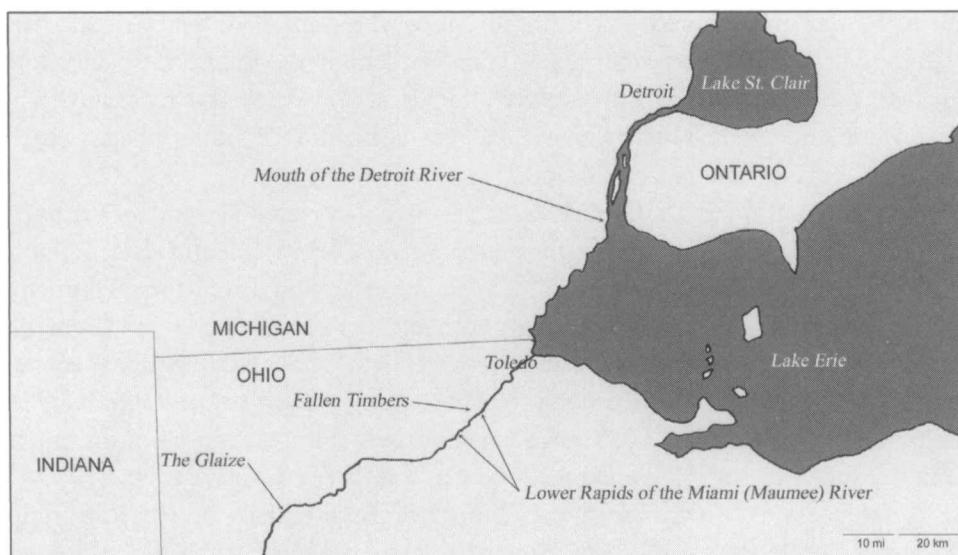 Lake St. Clair
Detroit
Mouth of the Detroit River
ONTARIO
MICHIGAN
OHIO
Toledo
Lake Erie
Fallen Timbers
INDIANA
The Glaize
Lower Rapids of the Miami (Maumee) River
10 mi
20 km